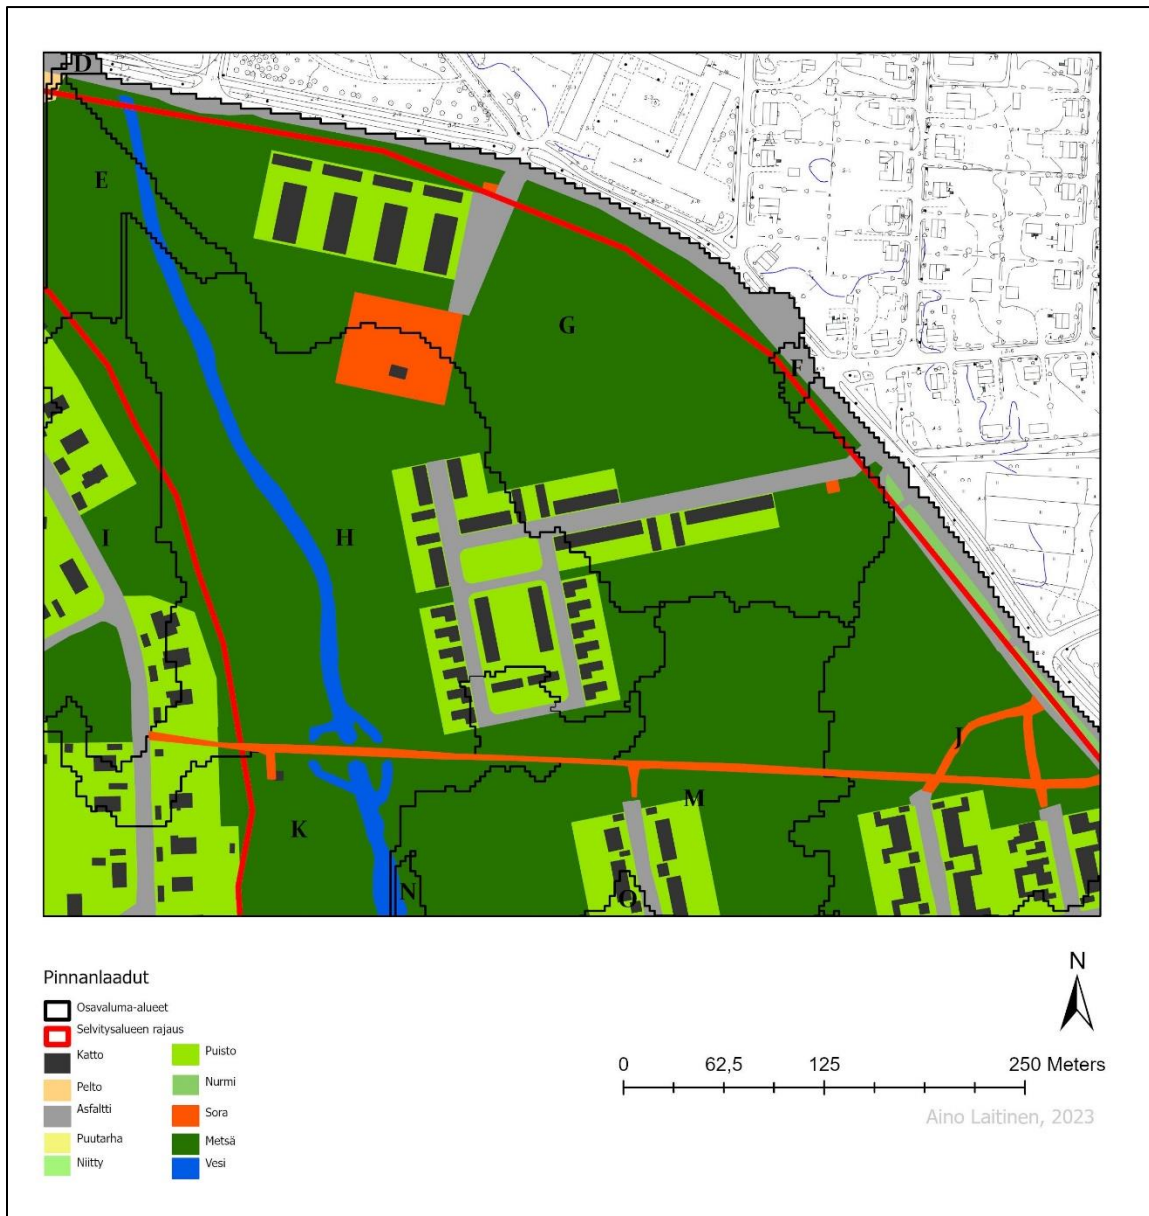 D
E
G
F
H
I
J
M
K
N
O
Pinnanlaadut
Osavaluma-alueet
Selvitysalueen rajaus
Katto
Pelto
Asfaltti
Puutarha
Niitty
Puisto
Nurmi
Sora
Metsä
Vesi
N
0 62,5 125 250 Meters
Aino Laitinen, 2023